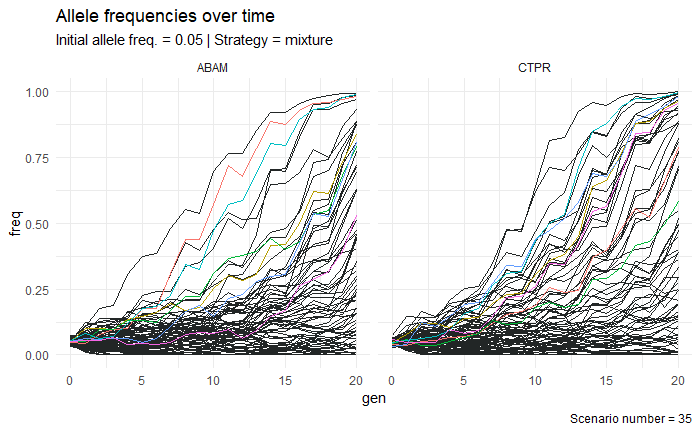 Allele frequencies over time
Initial allele freq. = 0.05 | Strategy = mixture
ABAM
CTPR
1.00
0.75
0.50
0.25
0.00
freq
0 5 10 15 20
0 5 10 15 20
gen
Scenario number = 35